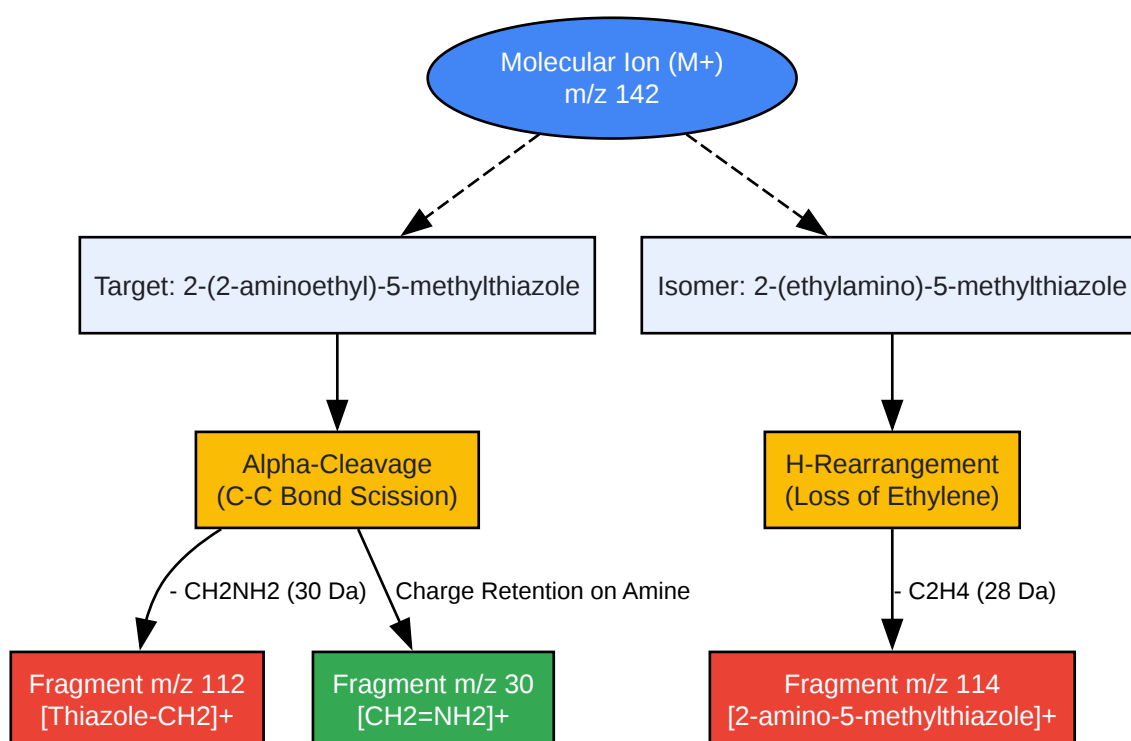 Molecular Ion (M+)
m/z 142
Target: 2-(2-aminoethyl)-5-methylthiazole
Isomer: 2-(ethylamino)-5-methylthiazole
Alpha-Cleavage
(C-C Bond Scission)
H-Rearrangement
(Loss of Ethylene)
- CH2NH2 (30 Da)
Charge Retention on Amine
- C2H4 (28 Da)
Fragment m/z 112
[Thiazole-CH2]+
Fragment m/z 30
[CH2=NH2]+
Fragment m/z 114
[2-amino-5-methylthiazole]+